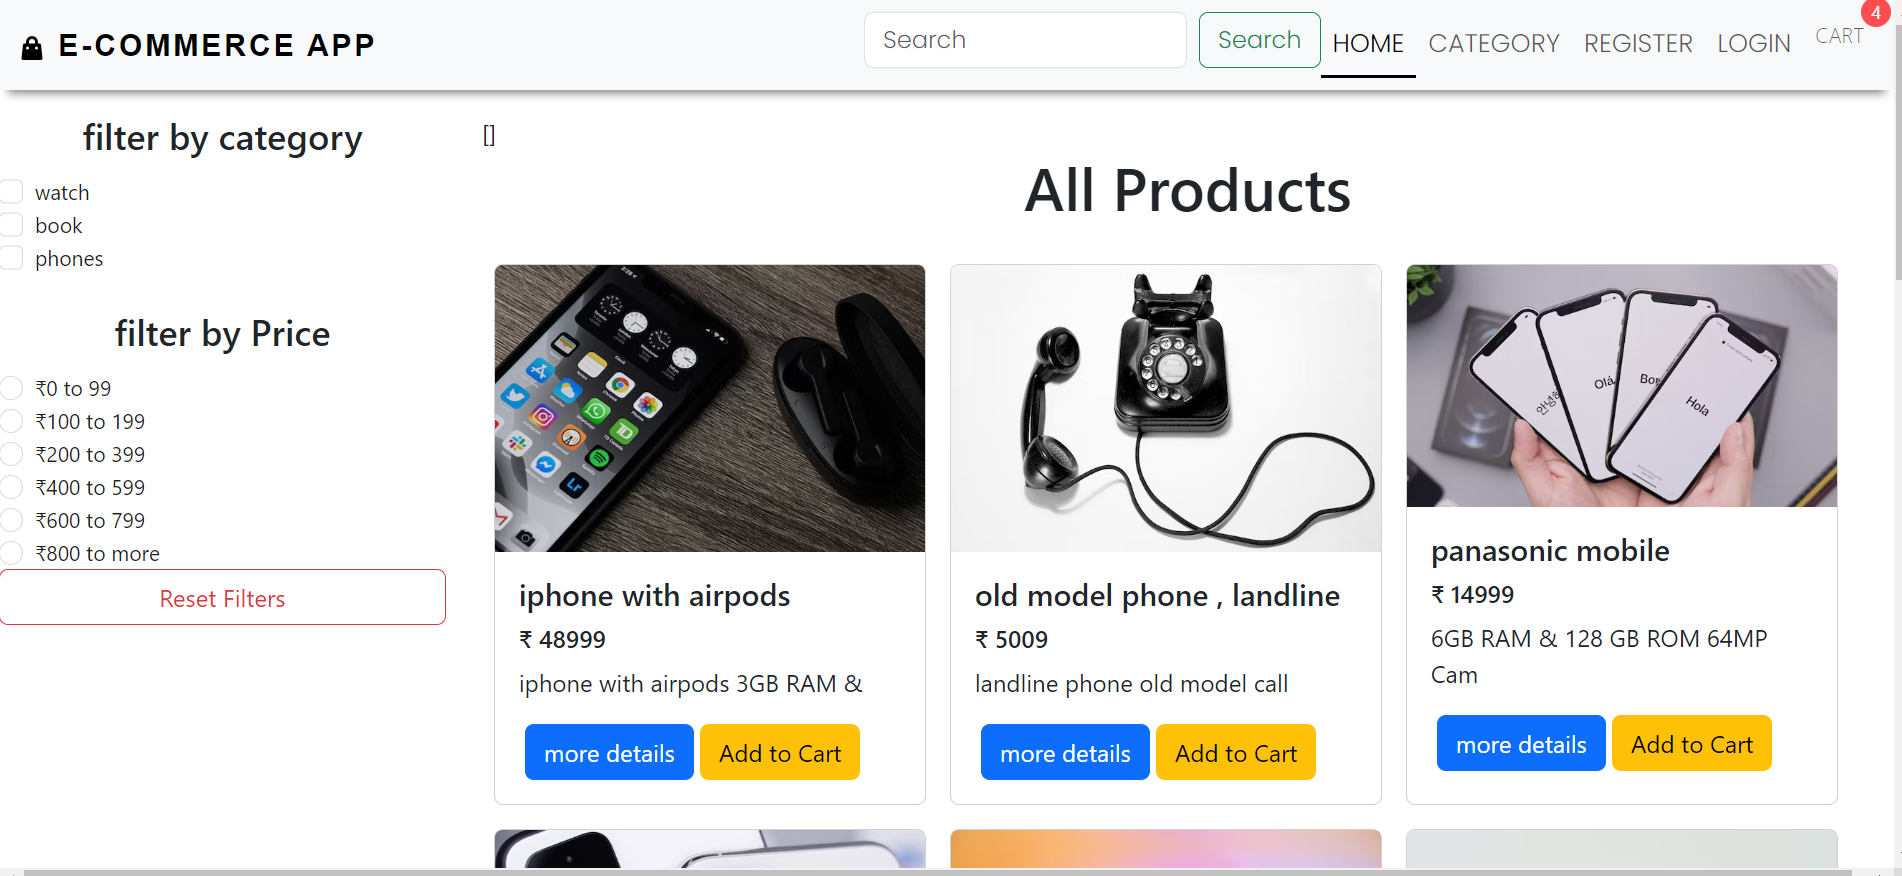 E-COMMERCE APP
Search
Search
HOME
CATEGORY
REGISTER
LOGIN
CART
4
filter by category
watch
book
phones
filter by Price
₹0 to 99
₹100 to 199
₹200 to 399
₹400 to 599
₹600 to 799
₹800 to more
Reset Filters
[]
All Products
iphone with airpods
₹ 48999
iphone with airpods 3GB RAM &
more details
Add to Cart
old model phone , landline
₹ 5009
landline phone old model call
more details
Add to Cart
Olá
Hola
panasonic mobile
₹ 14999
6GB RAM & 128 GB ROM 64MP
Cam
more details
Add to Cart